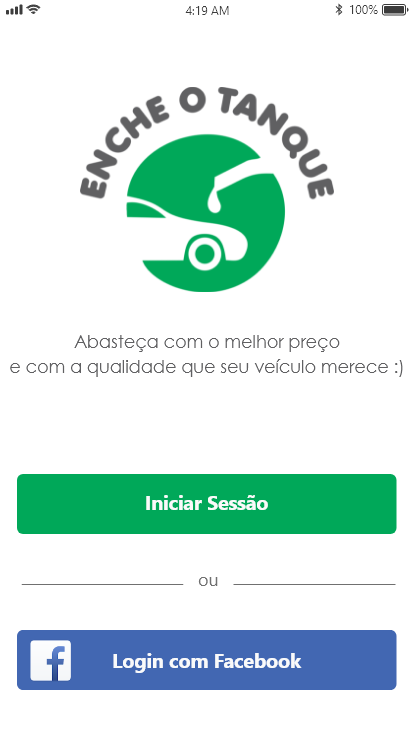 4:19 AM
100%
ENCHE O TANQUE
Abasteça com o melhor preço
e com a qualidade que seu veículo merece :)
Iniciar Sessão
ou
f
Login com Facebook